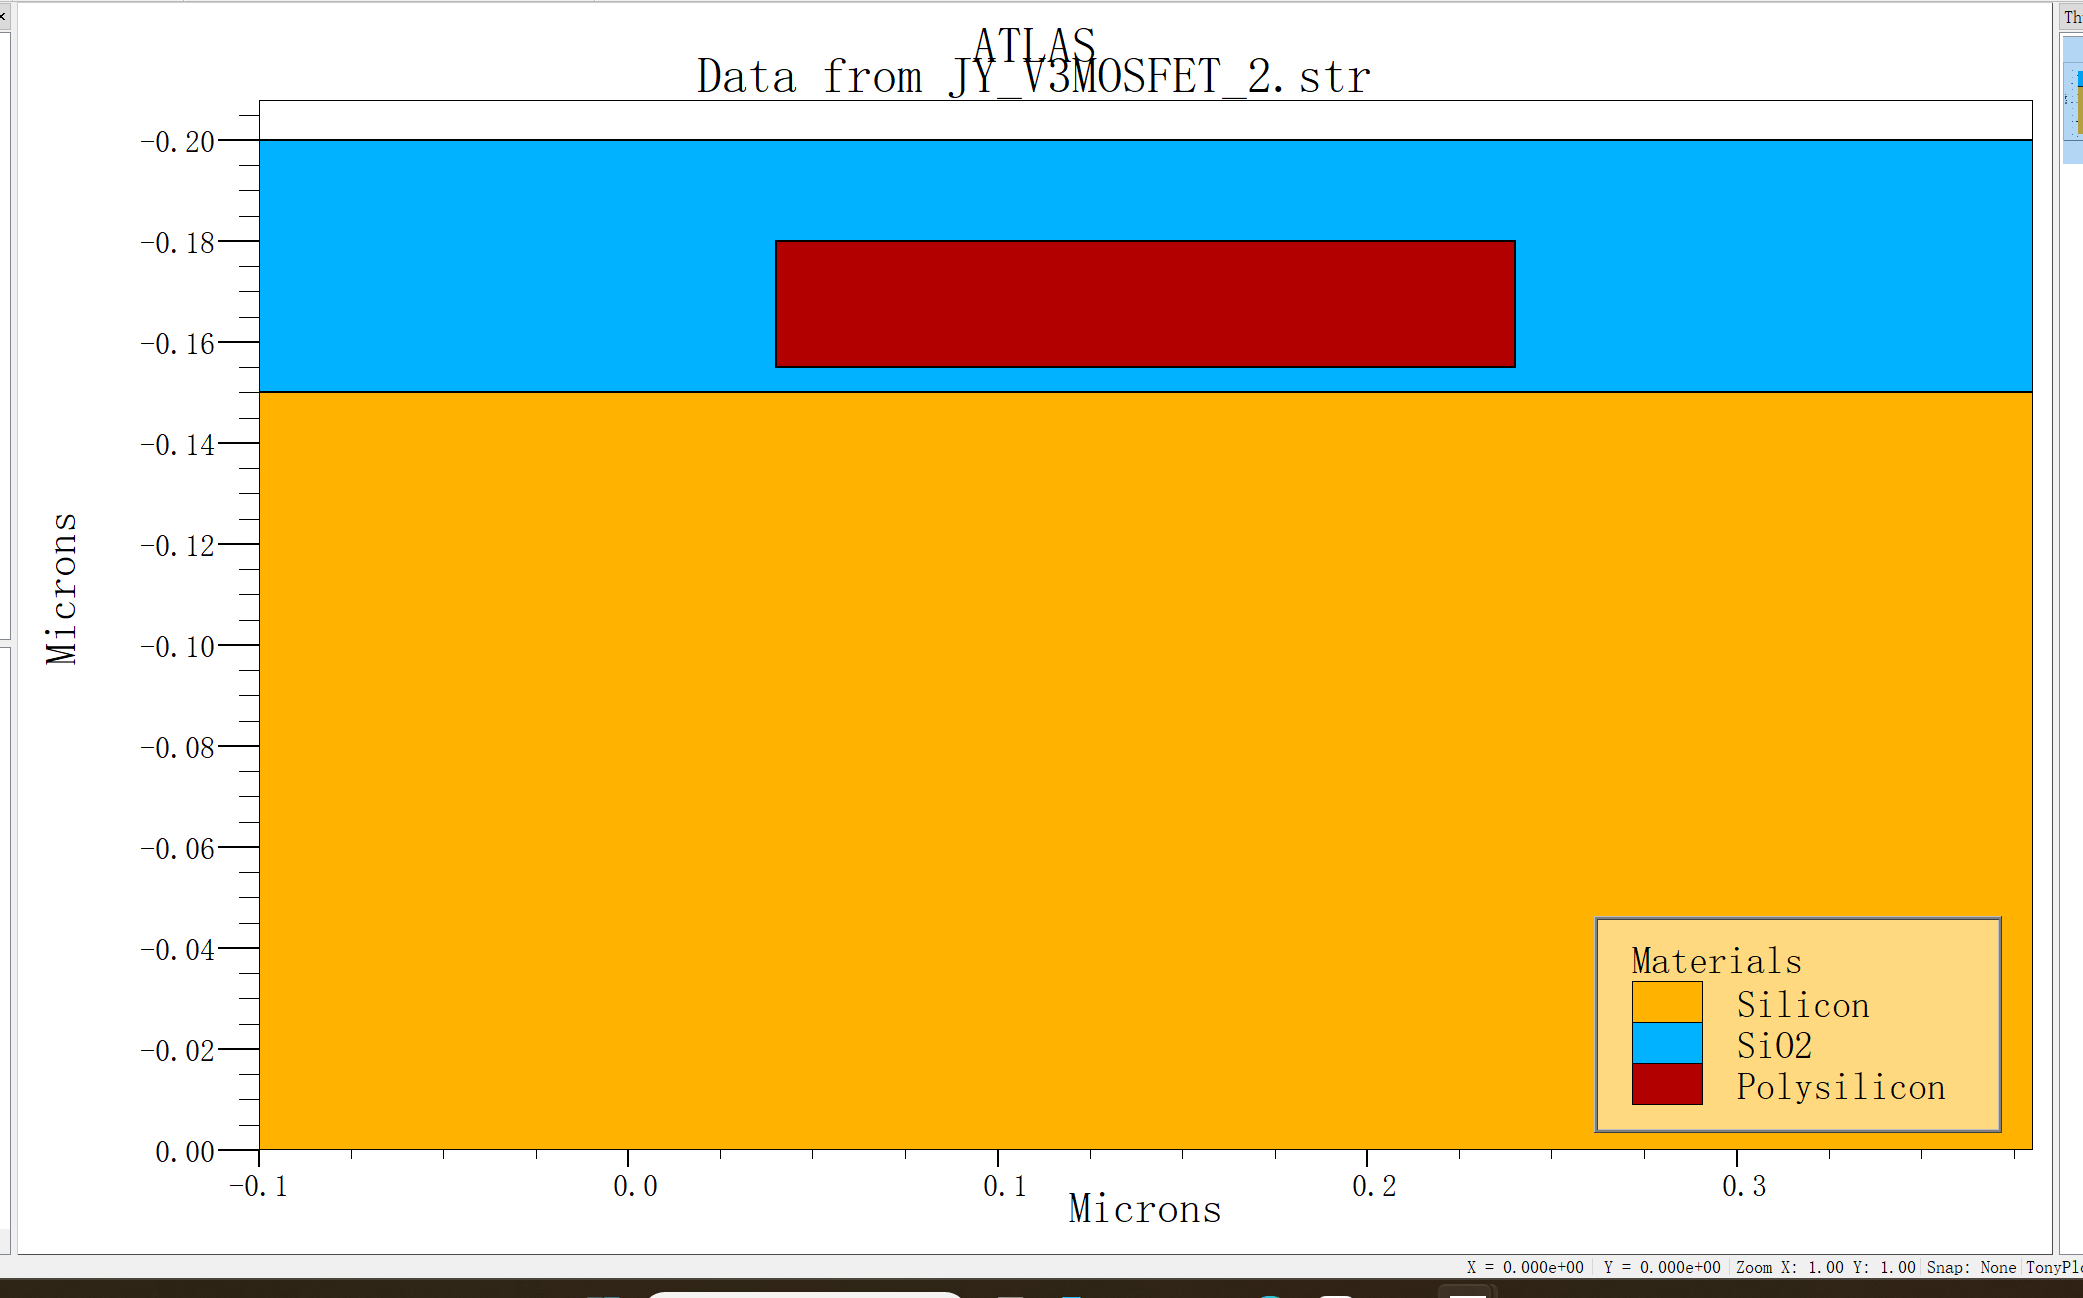 ATLAS
Data from JY_V3MOSFET_2.str
-0.20
-0.18
-0.16
-0.14
-0.12
-0.10
-0.08
-0.06
-0.04
-0.02
0.00
Microns
Materials
Silicon
SiO2
Polysilicon
-0.1
0.0
0.1
0.2
0.3
Microns
X = 0.000e+00 Y = 0.000e+00 Zoom X: 1.00 Y: 1.00 Snap: None